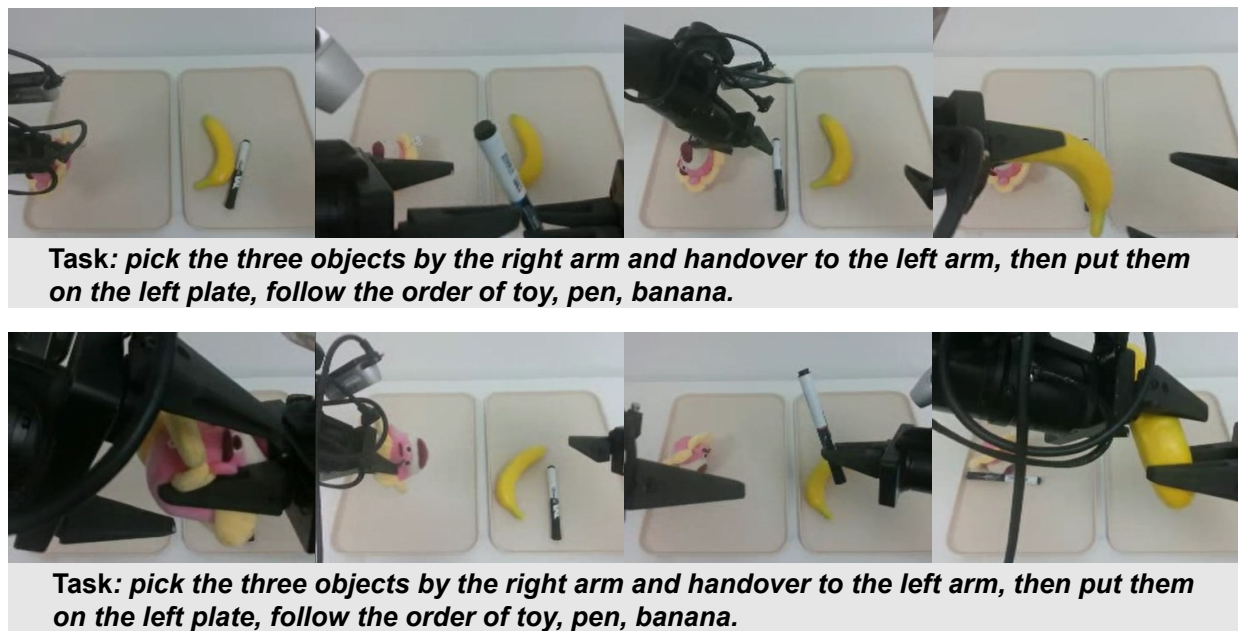 Task: pick the three objects by the right arm and handover to the left arm, then put them
on the left plate, follow the order of toy, pen, banana.
Task: pick the three objects by the right arm and handover to the left arm, then put them
on the left plate, follow the order of toy, pen, banana.